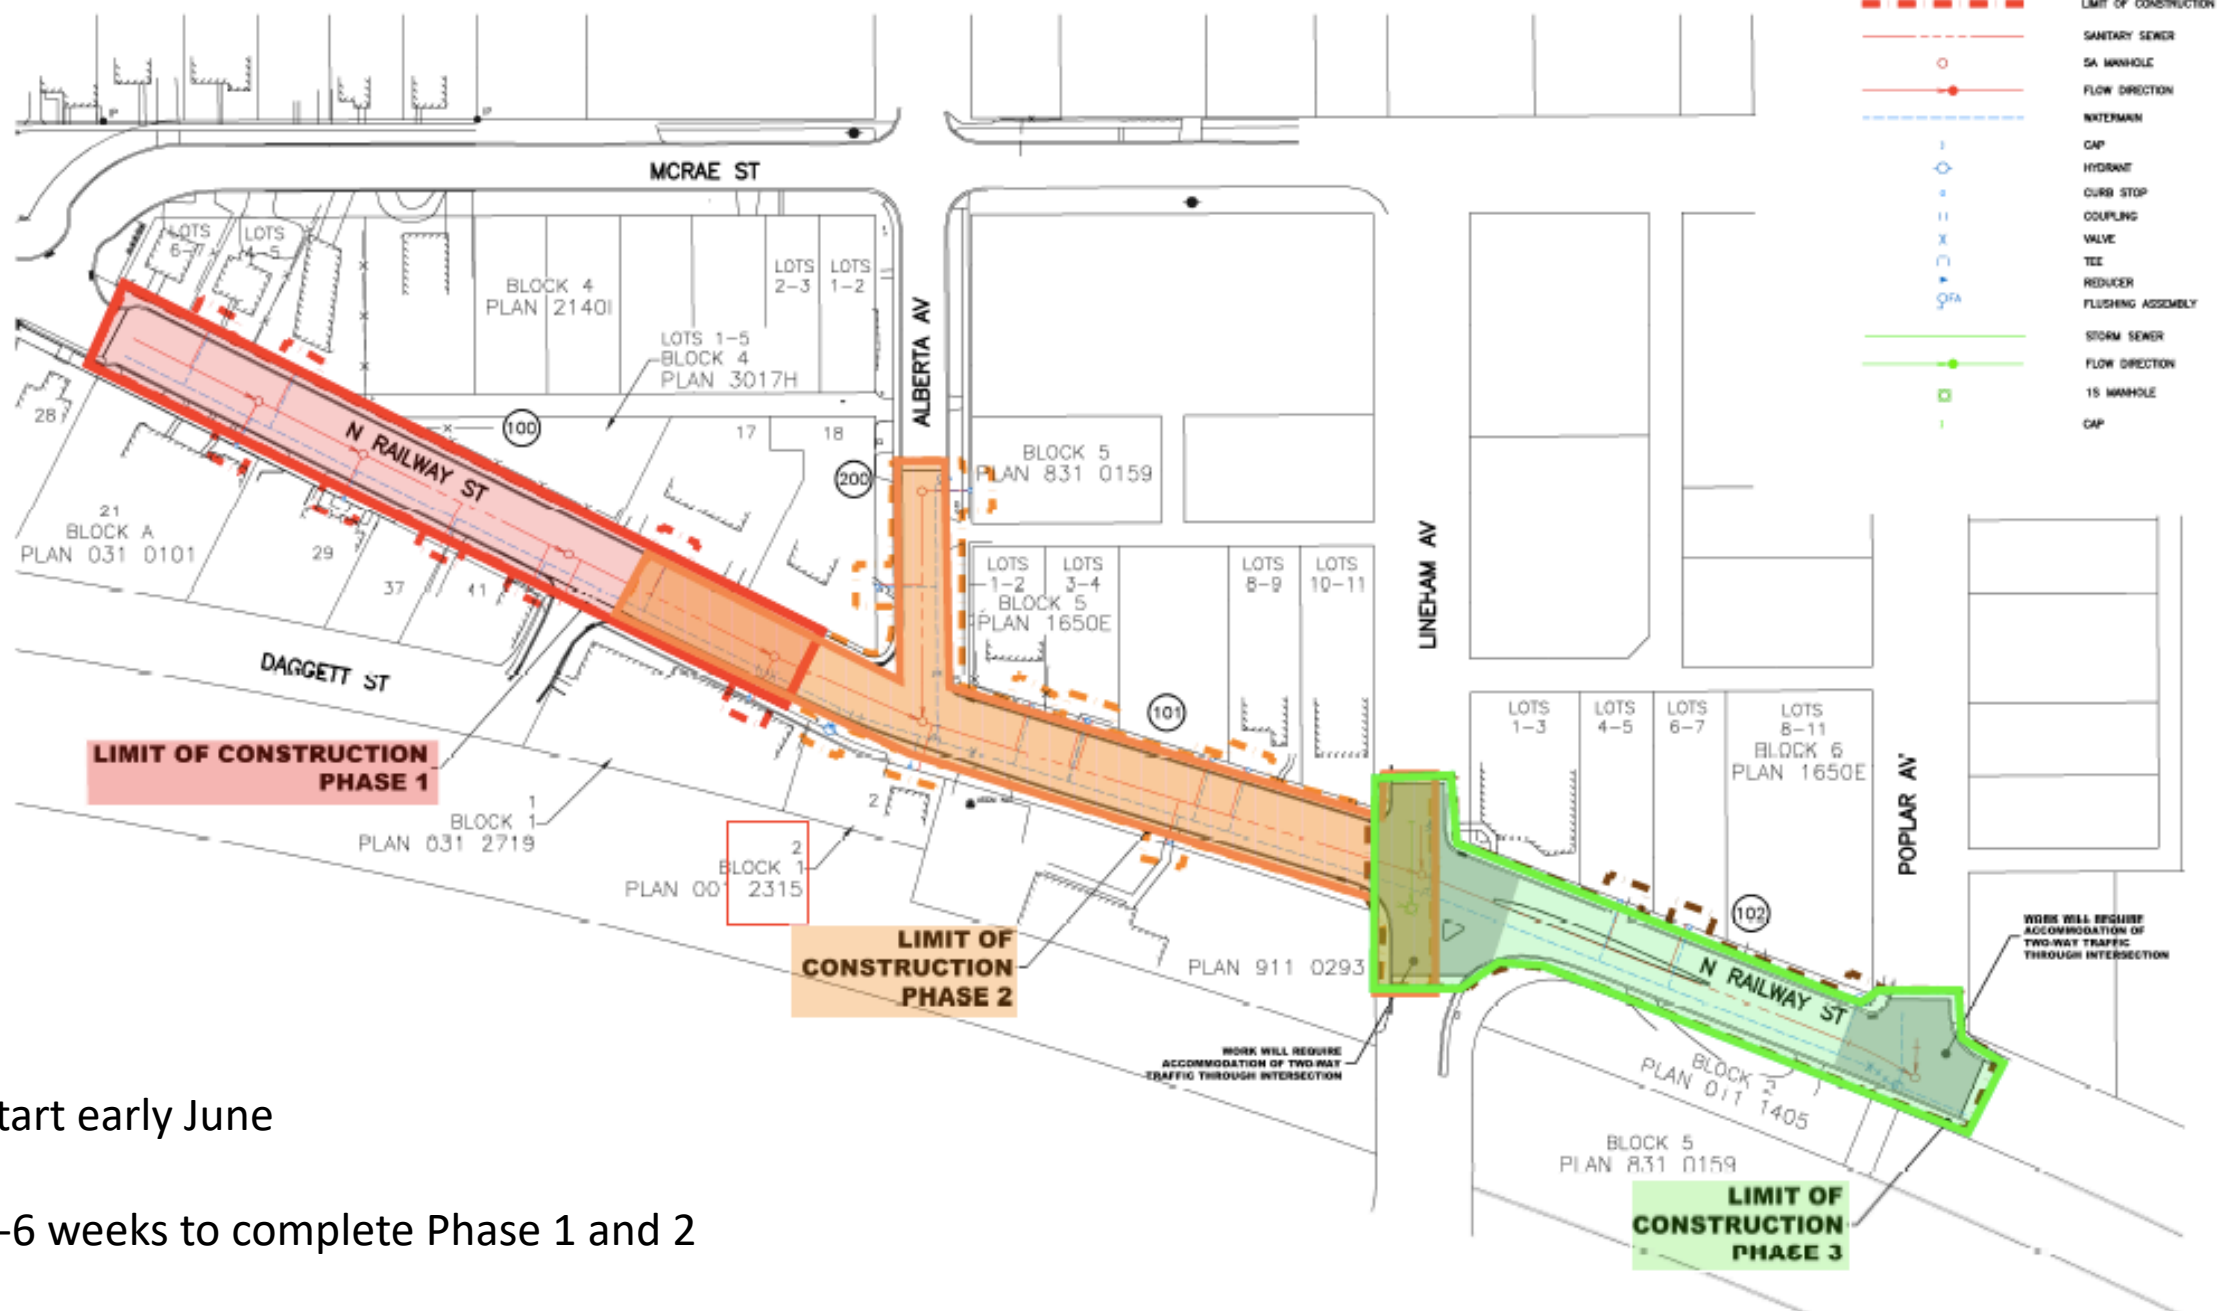 LIMIT OF CONSTRUCTION
SANITARY SEWER
SA MANHOLE
FLOW DIRECTION
WATERMAIN
CAP
HYDRANT
CURB STOP
COUPLING
VALVE
TEE
REDUCER
FA
FLUSHING ASSEMBLY
STORM SEWER
FLOW DIRECTION
1S MANHOLE
CAP
MCRAE ST
LOTS
6-7
LOTS
4-5
BLOCK 4
PLAN 2140I
LOTS
2-3
LOTS
1-2
ALBERTA AV
LOTS 1-5
BLOCK 4
PLAN 3017H
28
N RAILWAY ST
100
17
18
200
BLOCK 5
PLAN 831 0159
21
BLOCK A
PLAN 031 0101
29
37
41
LINEHAM AV
LOTS
1-2
LOTS
3-4
BLOCK 5
PLAN 1650E
LOTS
8-9
LOTS
10-11
DAGGETT ST
101
LOTS
1-3
LOTS
4-5
LOTS
6-7
LOTS
8-11
BLOCK 6
PLAN 1650E
POPLAR AV
LIMIT OF CONSTRUCTION
PHASE 1
1
BLOCK 1
PLAN 031 2719
2
2
BLOCK 1
PLAN 001 2315
LIMIT OF
CONSTRUCTION
PHASE 2
PLAN 911 0293
102
N RAILWAY ST
WORK WILL REQUIRE
ACCOMMODATION OF
TWO-WAY TRAFFIC
THROUGH INTERSECTION
WORK WILL REQUIRE
ACCOMMODATION OF TWO-WAY
TRAFFIC THROUGH INTERSECTION
BLOCK 2
PLAN 011 1405
BLOCK 5
PLAN 831 0159
LIMIT OF
CONSTRUCTION
PHASE 3
tart early June
-6 weeks to complete Phase 1 and 2